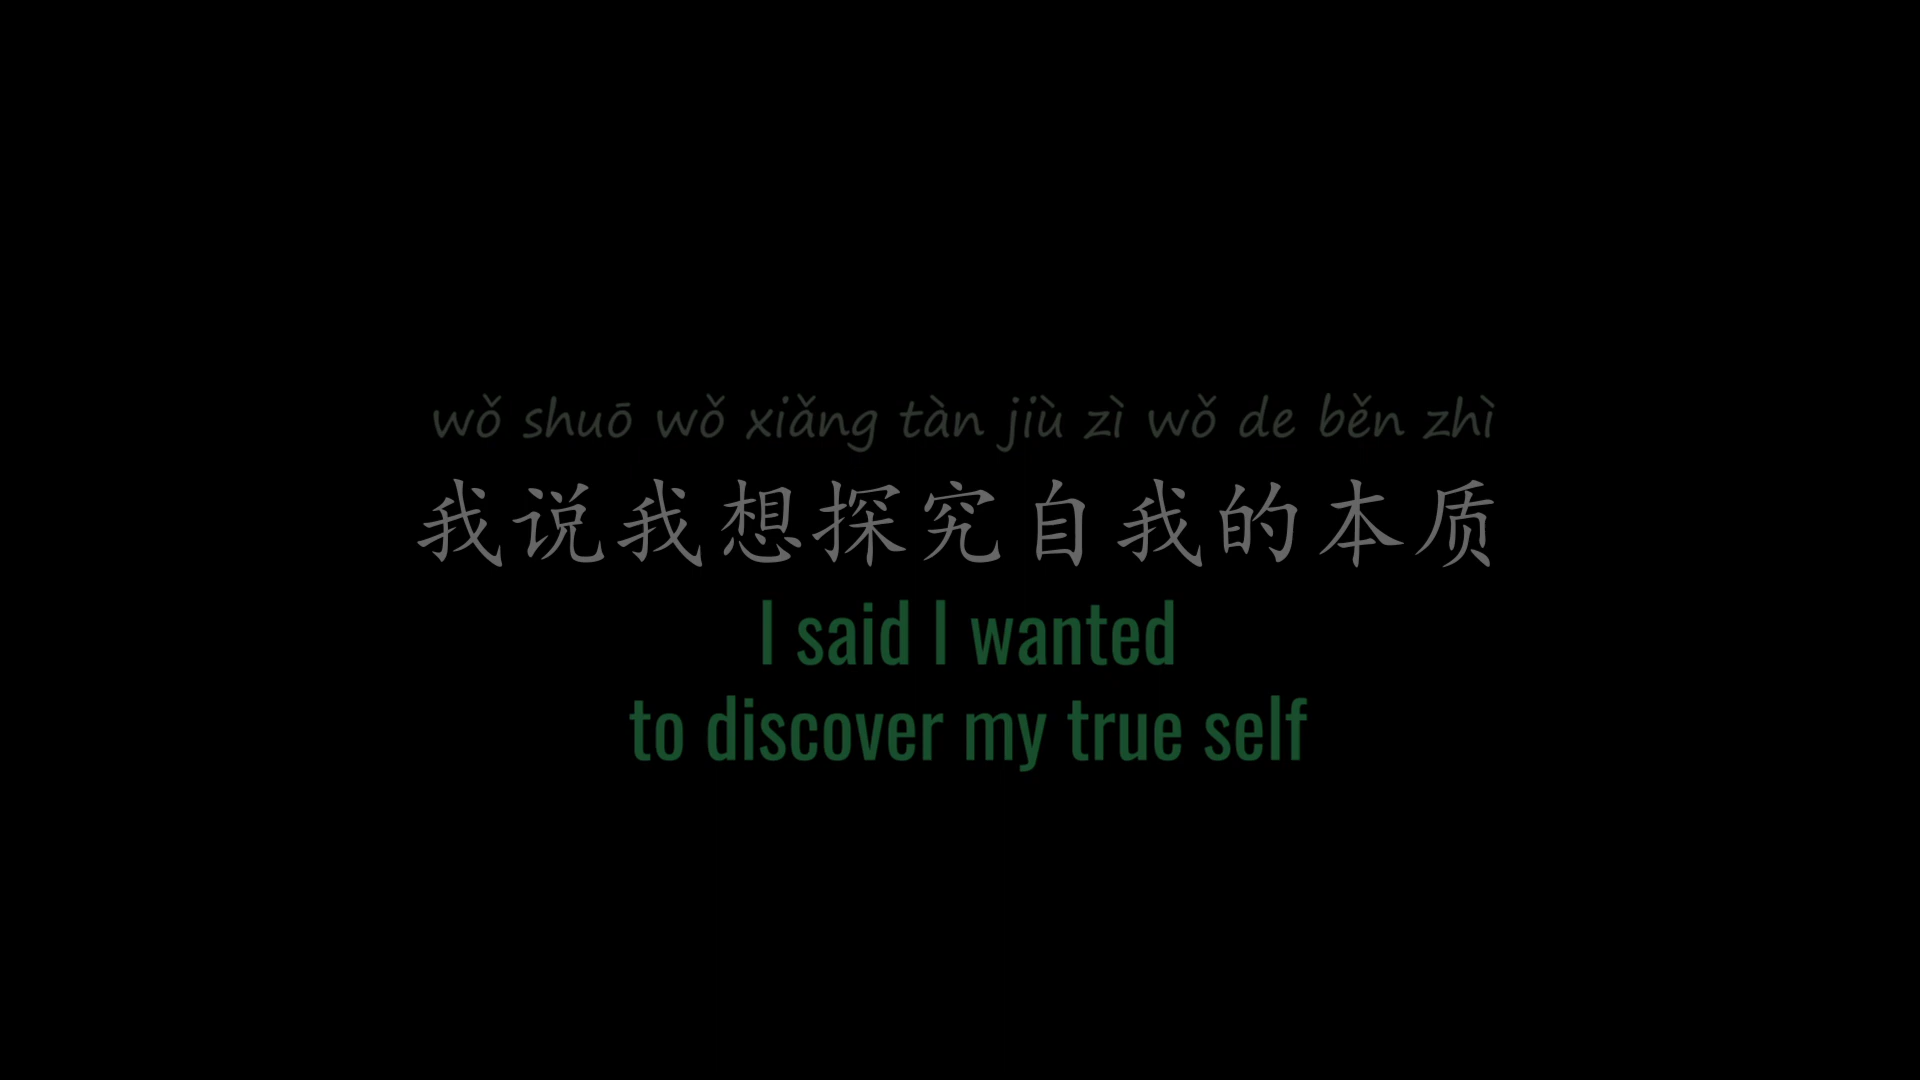 wǒ shuō wǒ xiǎng tàn jiù zì wǒ de běn zhì
我说我想探究自我的本质
I said I wanted
to discover my true self